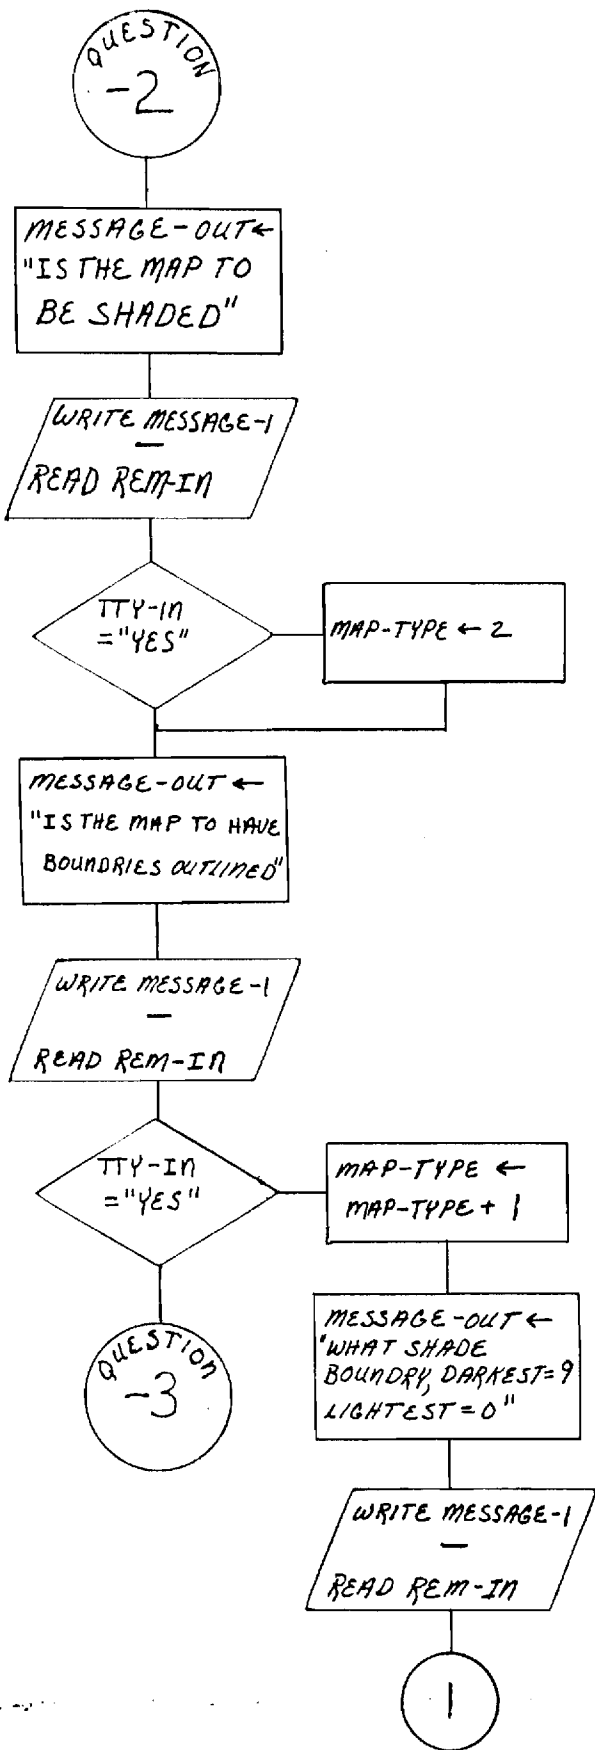 QUESTION
-2
MESSAGE-OUT←
"IS THE MAP TO
BE SHADED"
WRITE MESSAGE-1
—
READ REM-IN
TTY-IN
="YES"
MAP-TYPE ← 2
MESSAGE-OUT ←
"IS THE MAP TO HAVE
BOUNDRIES OUTLINED"
WRITE MESSAGE-1
—
READ REM-IN
TTY-IN
="YES"
MAP-TYPE ←
MAP-TYPE + 1
QUESTION
-3
MESSAGE-OUT ←
"WHAT SHADE
BOUNDRY, DARKEST=9
LIGHTEST=0"
WRITE MESSAGE-1
—
READ REM-IN
1